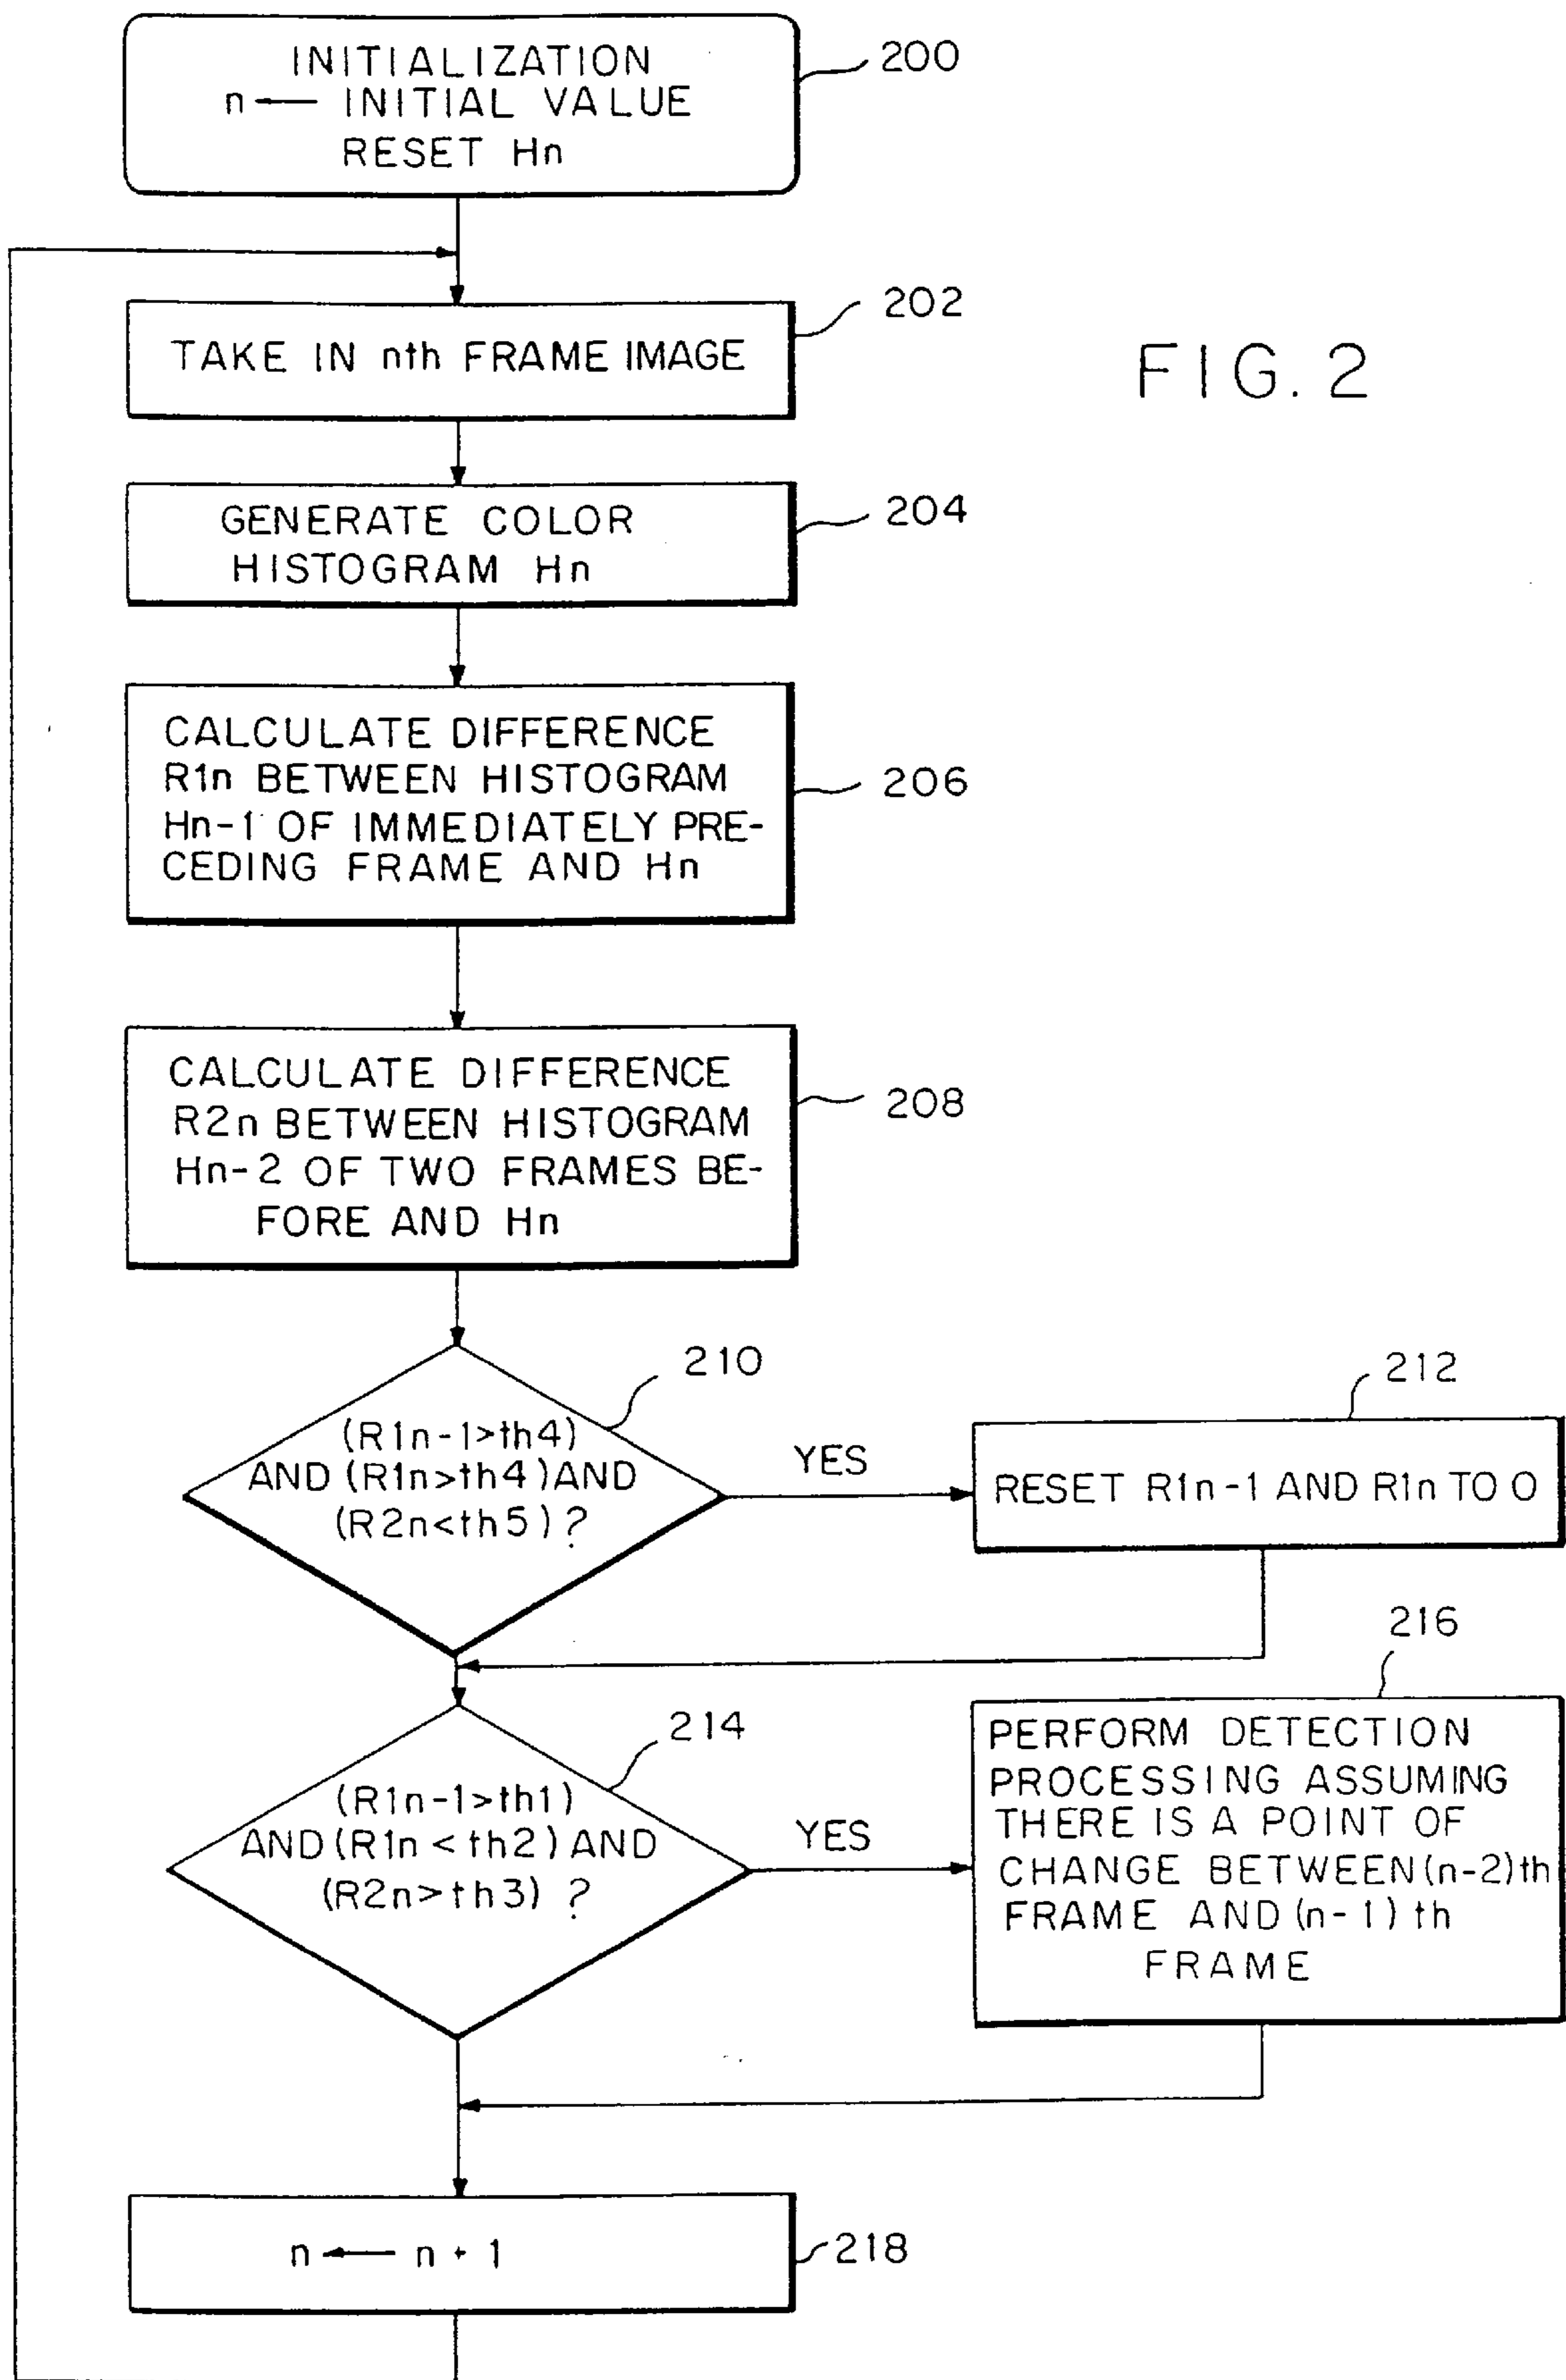 INITIALIZATION
n ← INITIAL VALUE
RESET Hn
200
TAKE IN nth FRAME IMAGE
202
FIG. 2
GENERATE COLOR
HISTOGRAM Hn
204
CALCULATE DIFFERENCE
R1n BETWEEN HISTOGRAM
Hn-1 OF IMMEDIATELY PRE-
CEDING FRAME AND Hn
206
CALCULATE DIFFERENCE
R2n BETWEEN HISTOGRAM
Hn-2 OF TWO FRAMES BE-
FORE AND Hn
208
210
(R1n-1>th4)
AND (R1n>th4) AND
(R2n<th5) ?
YES
212
RESET R1n-1 AND R1n TO 0
214
(R1n-1>th1)
AND (R1n < th2) AND
(R2n>th3) ?
YES
216
PERFORM DETECTION
PROCESSING ASSUMING
THERE IS A POINT OF
CHANGE BETWEEN (n-2)th
FRAME AND (n-1) th
FRAME
n ← n + 1
218